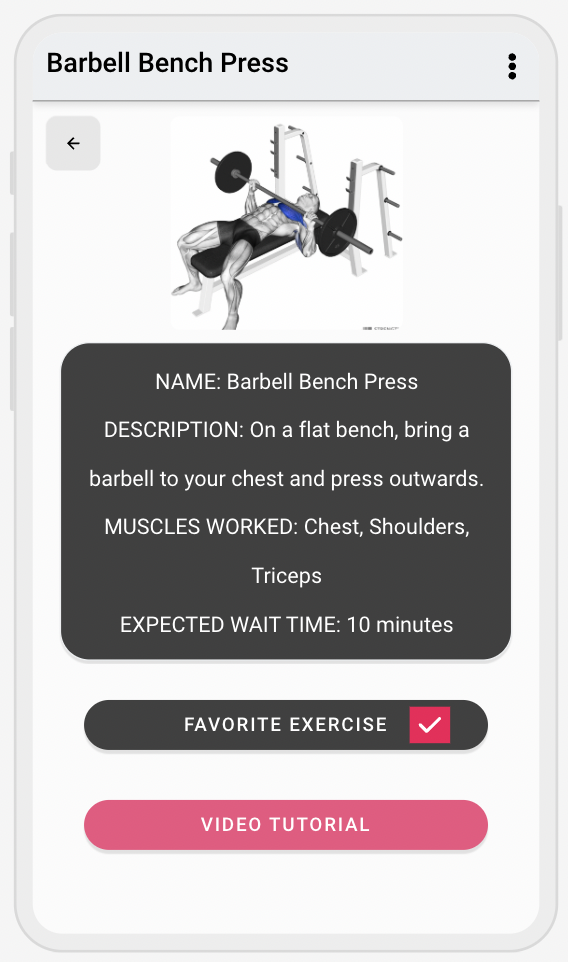 Barbell Bench Press
NAME: Barbell Bench Press
DESCRIPTION: On a flat bench, bring a
barbell to your chest and press outwards.
MUSCLES WORKED: Chest, Shoulders,
Triceps
EXPECTED WAIT TIME: 10 minutes
FAVORITE EXERCISE
VIDEO TUTORIAL